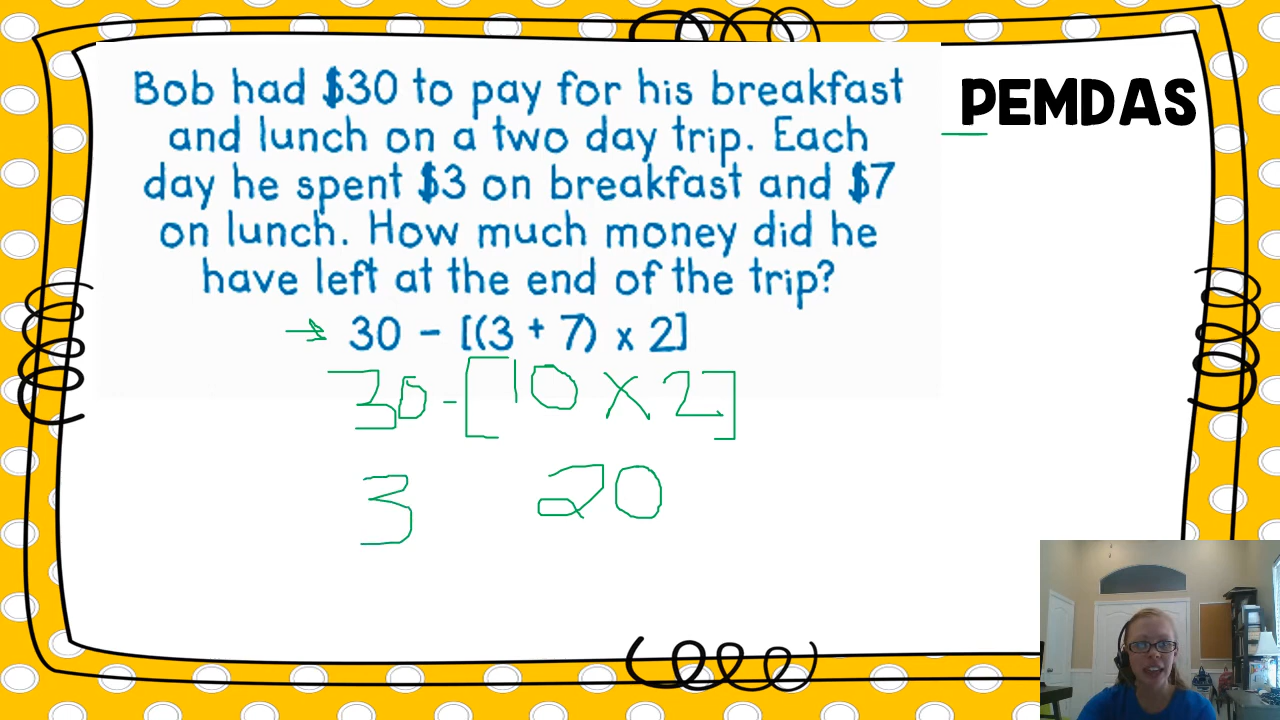 Bob had $30 to pay for his breakfast
and lunch on a two day trip. Each
day he spent $3 on breakfast and $7
on lunch. How much money did he
have left at the end of the trip?
→ 30 - [(3 + 7) x 2]
30 - [10 x 2]
3 20
PEMDAS